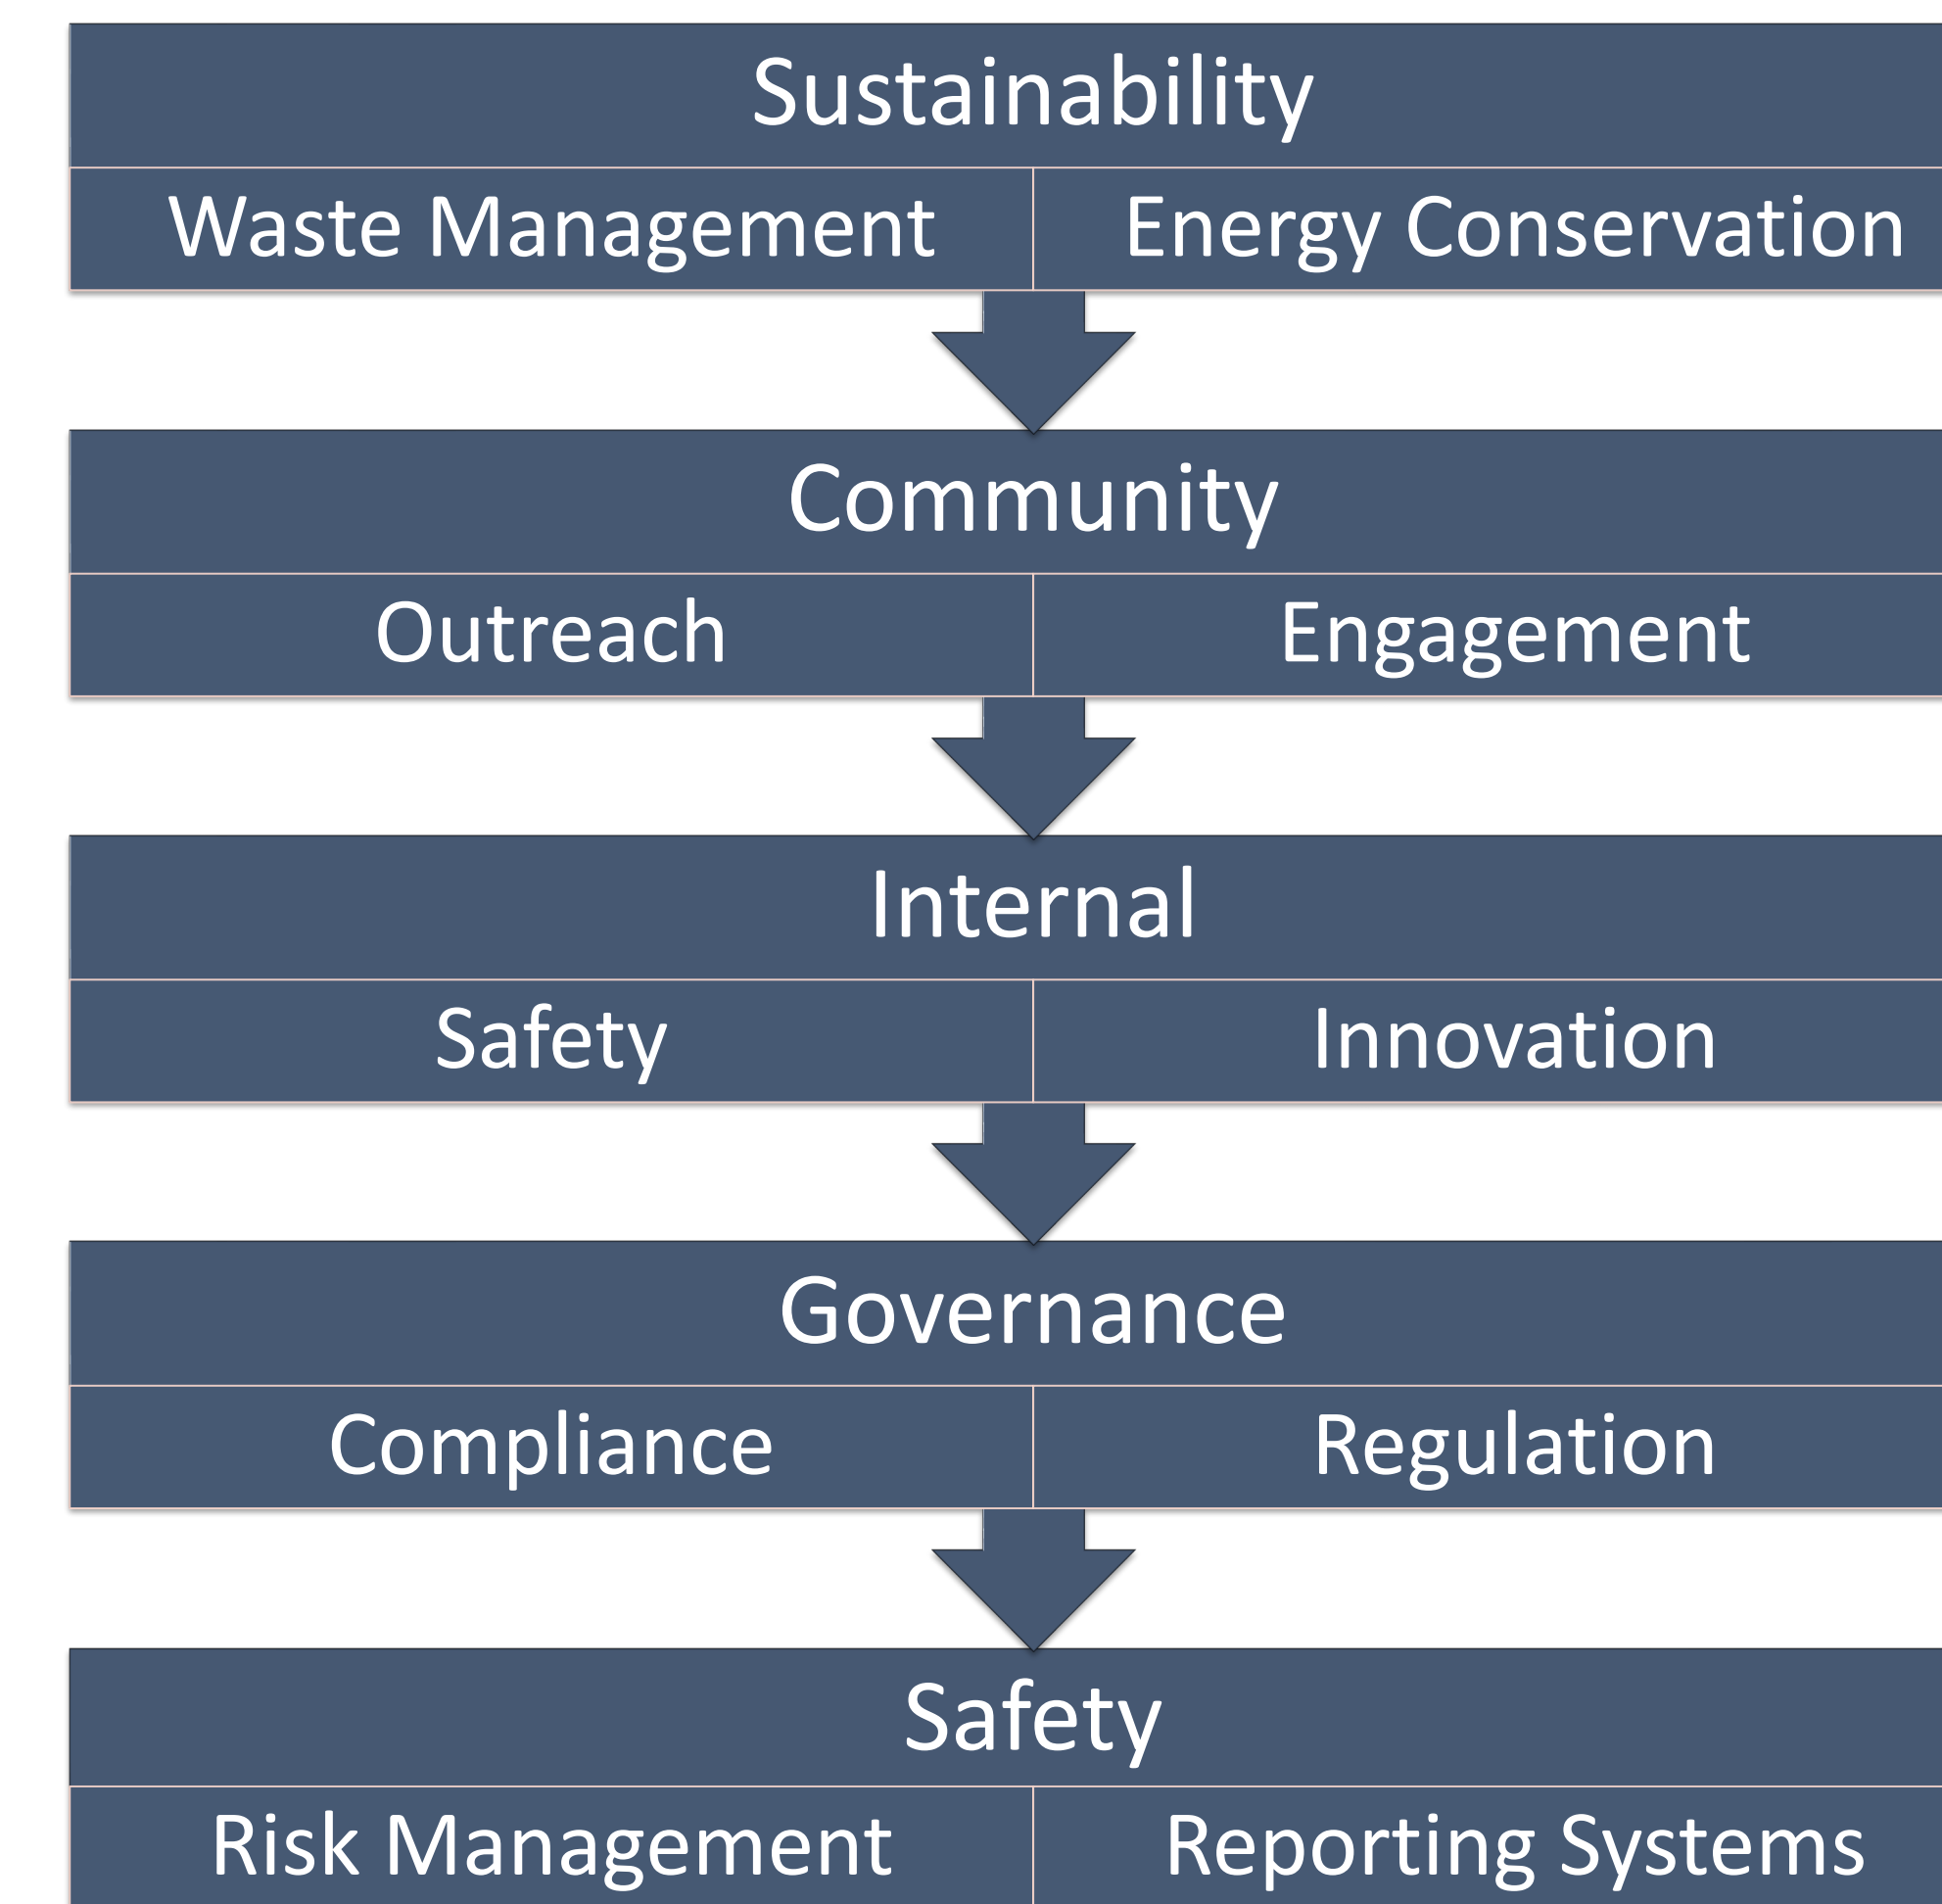 Sustainability
Waste Management
Energy Conservation
Community
Outreach
Engagement
Internal
Safety
Innovation
Governance
Compliance
Regulation
Safety
Risk Management
Reporting Systems